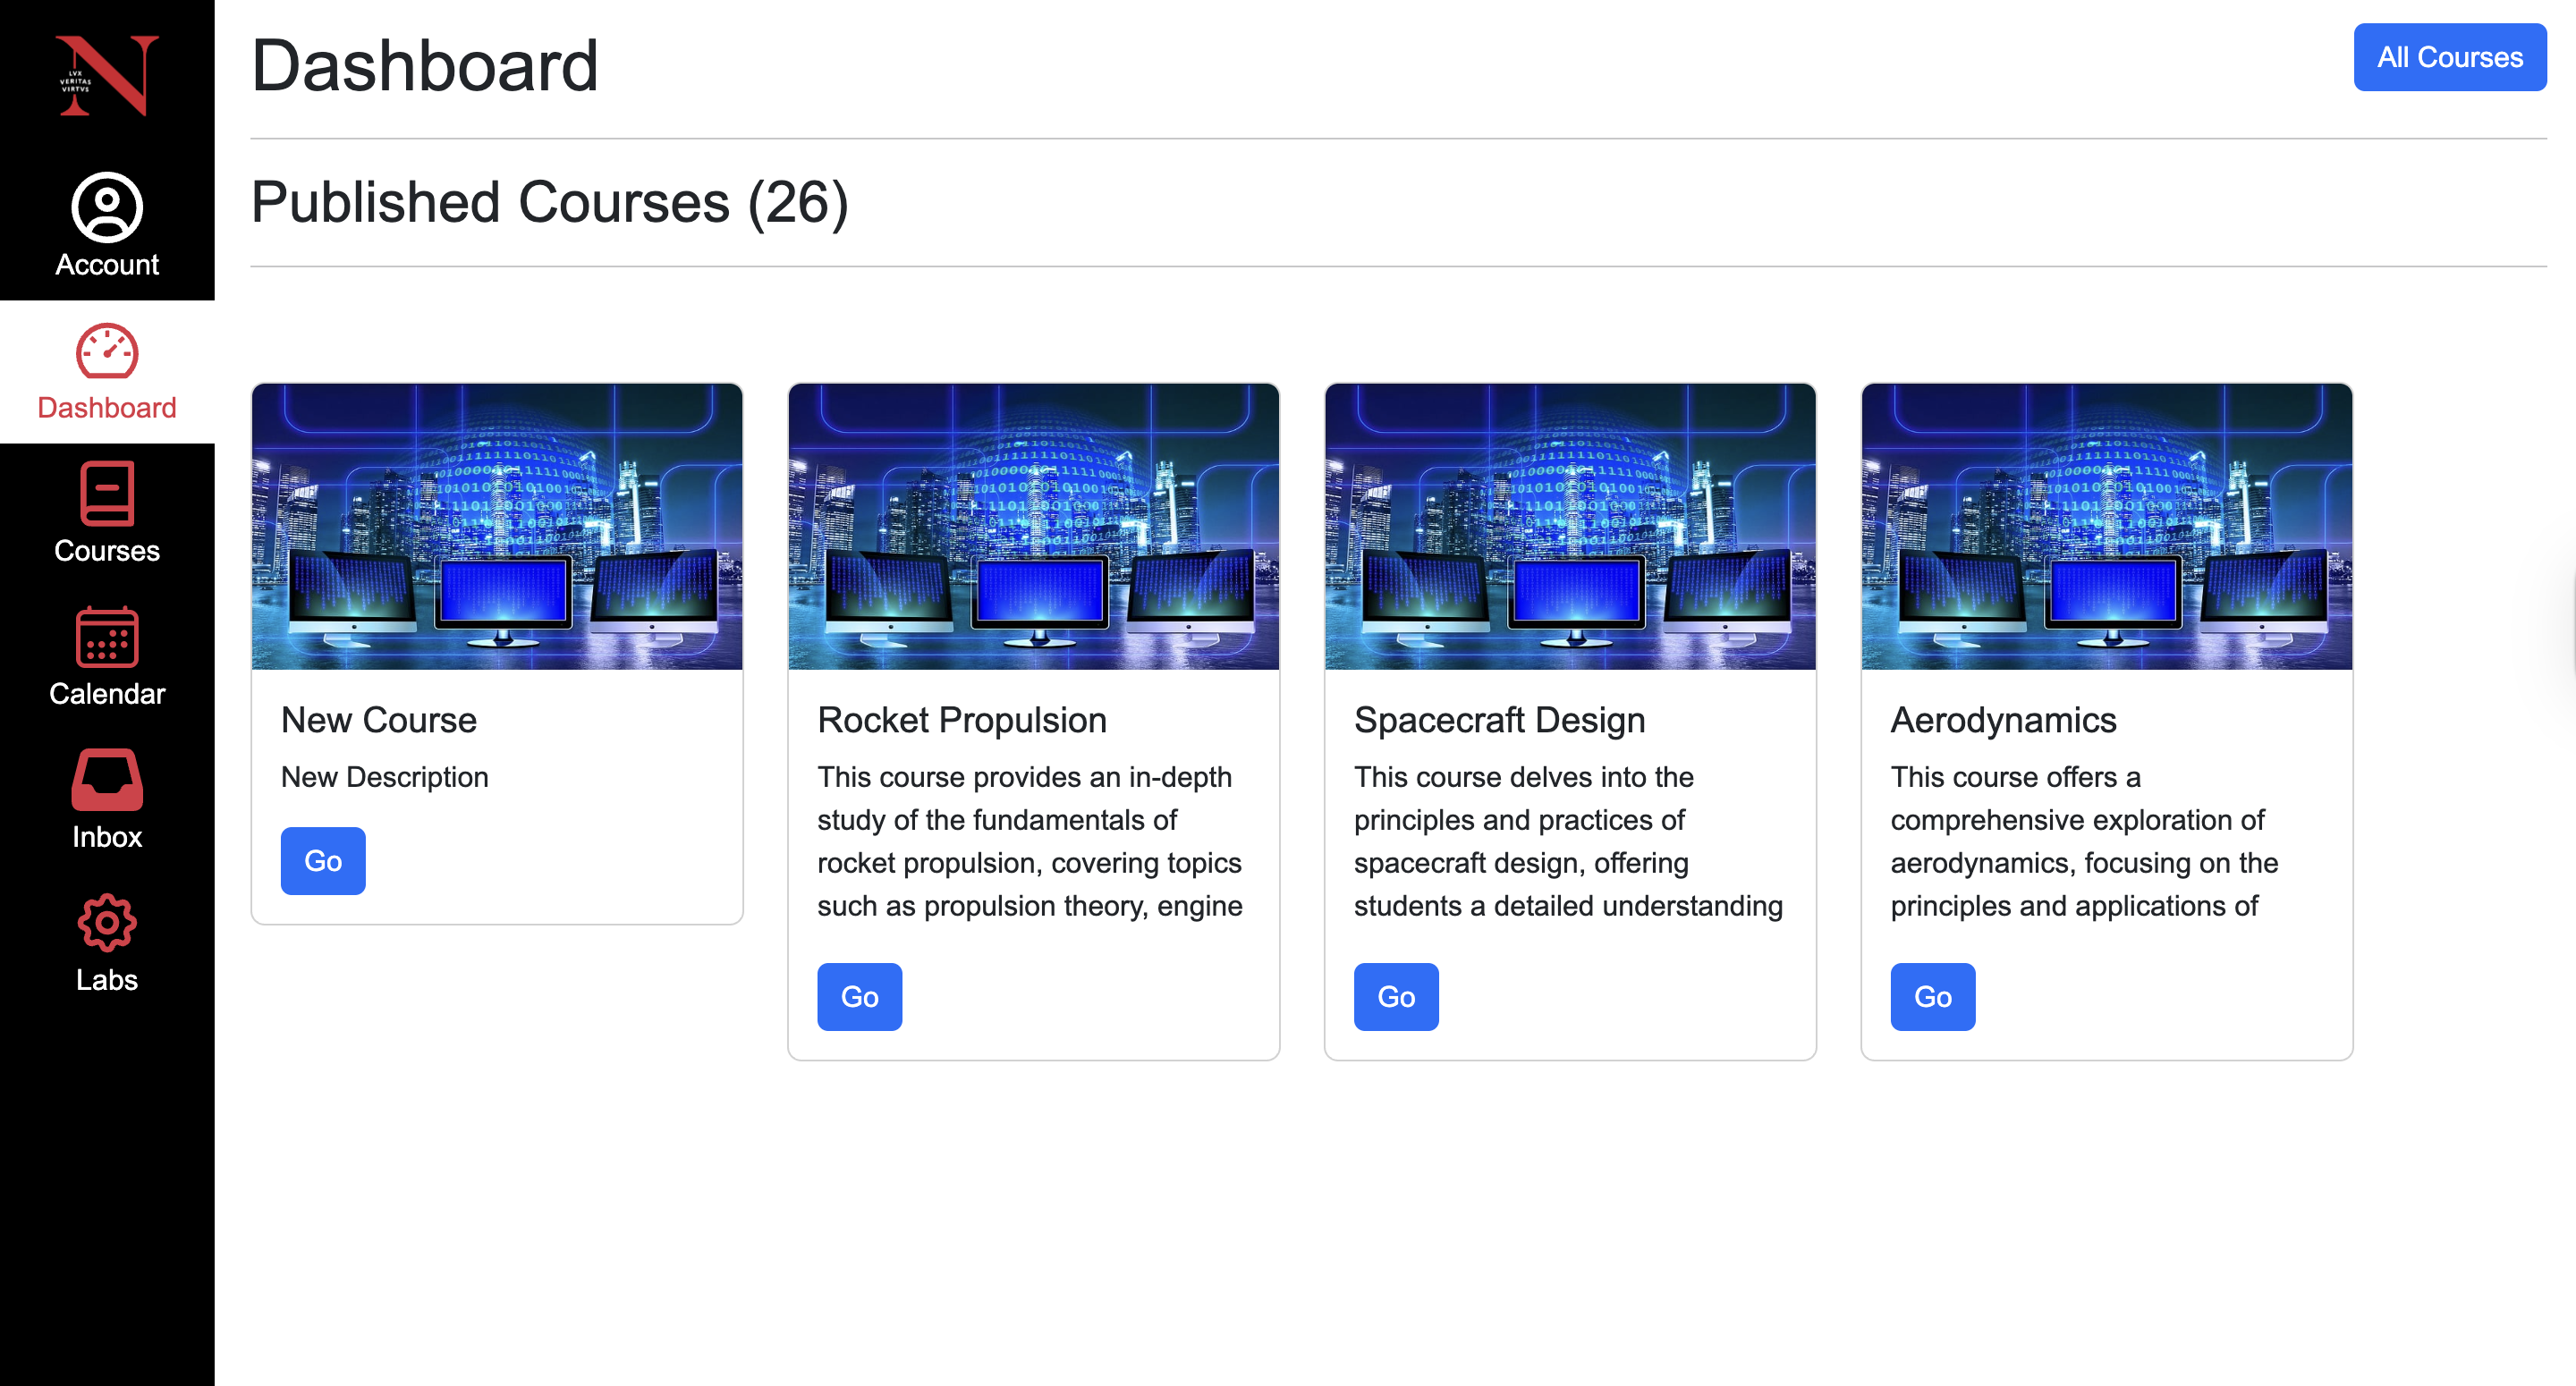 LVX
VERITAS
VIRTVS
Account
Dashboard
Courses
Calendar
Inbox
Labs
Dashboard
All Courses
Published Courses (26)
New Course
New Description
Go
Rocket Propulsion
This course provides an in-depth
study of the fundamentals of
rocket propulsion, covering topics
such as propulsion theory, engine
Go
Spacecraft Design
This course delves into the
principles and practices of
spacecraft design, offering
students a detailed understanding
Go
Aerodynamics
This course offers a
comprehensive exploration of
aerodynamics, focusing on the
principles and applications of
Go